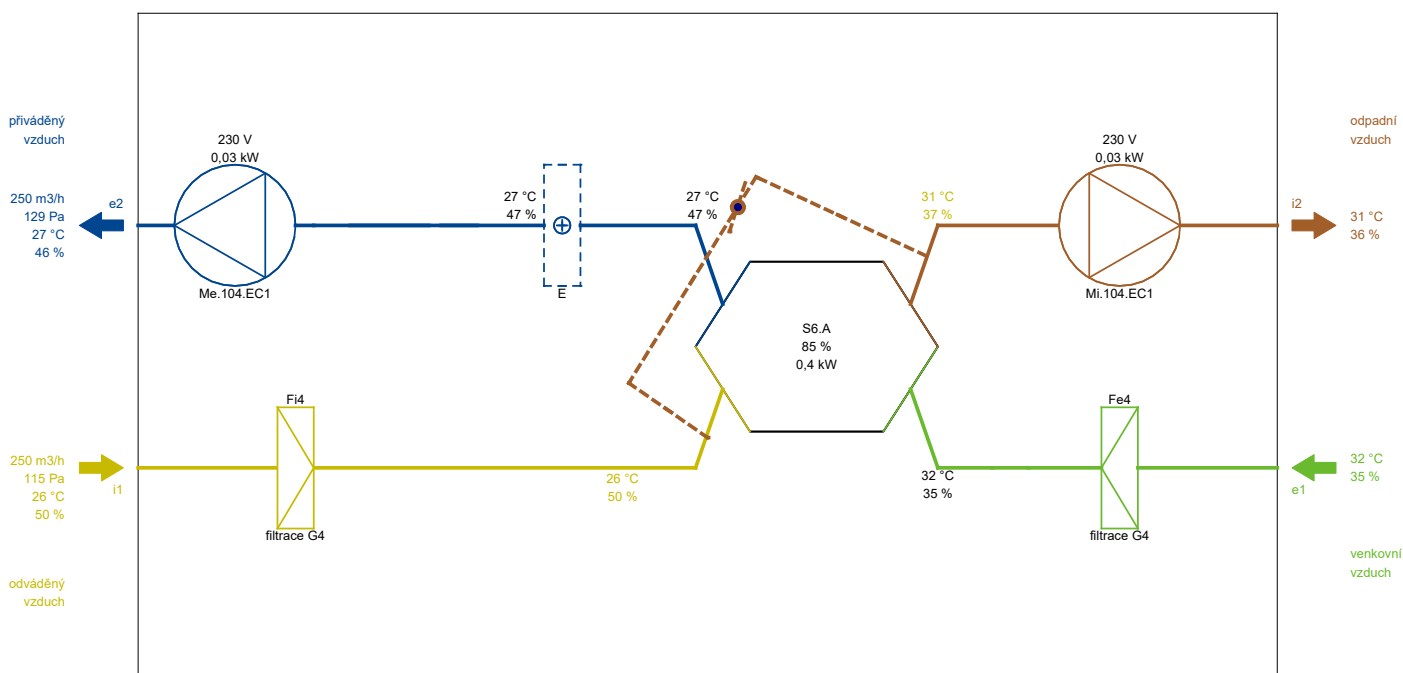 přiváděný
vzduch
250 m3/h
129 Pa
27 °C
46 %
e2
230 V
0,03 kW
Me.104.EC1
27 °C
47 %
E
27 °C
47 %
31 °C
37 %
230 V
0,03 kW
Mi.104.EC1
odpadní
vzduch
i2
31 °C
36 %
S6.A
85 %
0,4 kW
250 m3/h
115 Pa
26 °C
50 %
i1
Fi4
filtrace G4
26 °C
50 %
32 °C
35 %
Fe4
filtrace G4
32 °C
35 %
e1
odváděný
vzduch
venkovní
vzduch